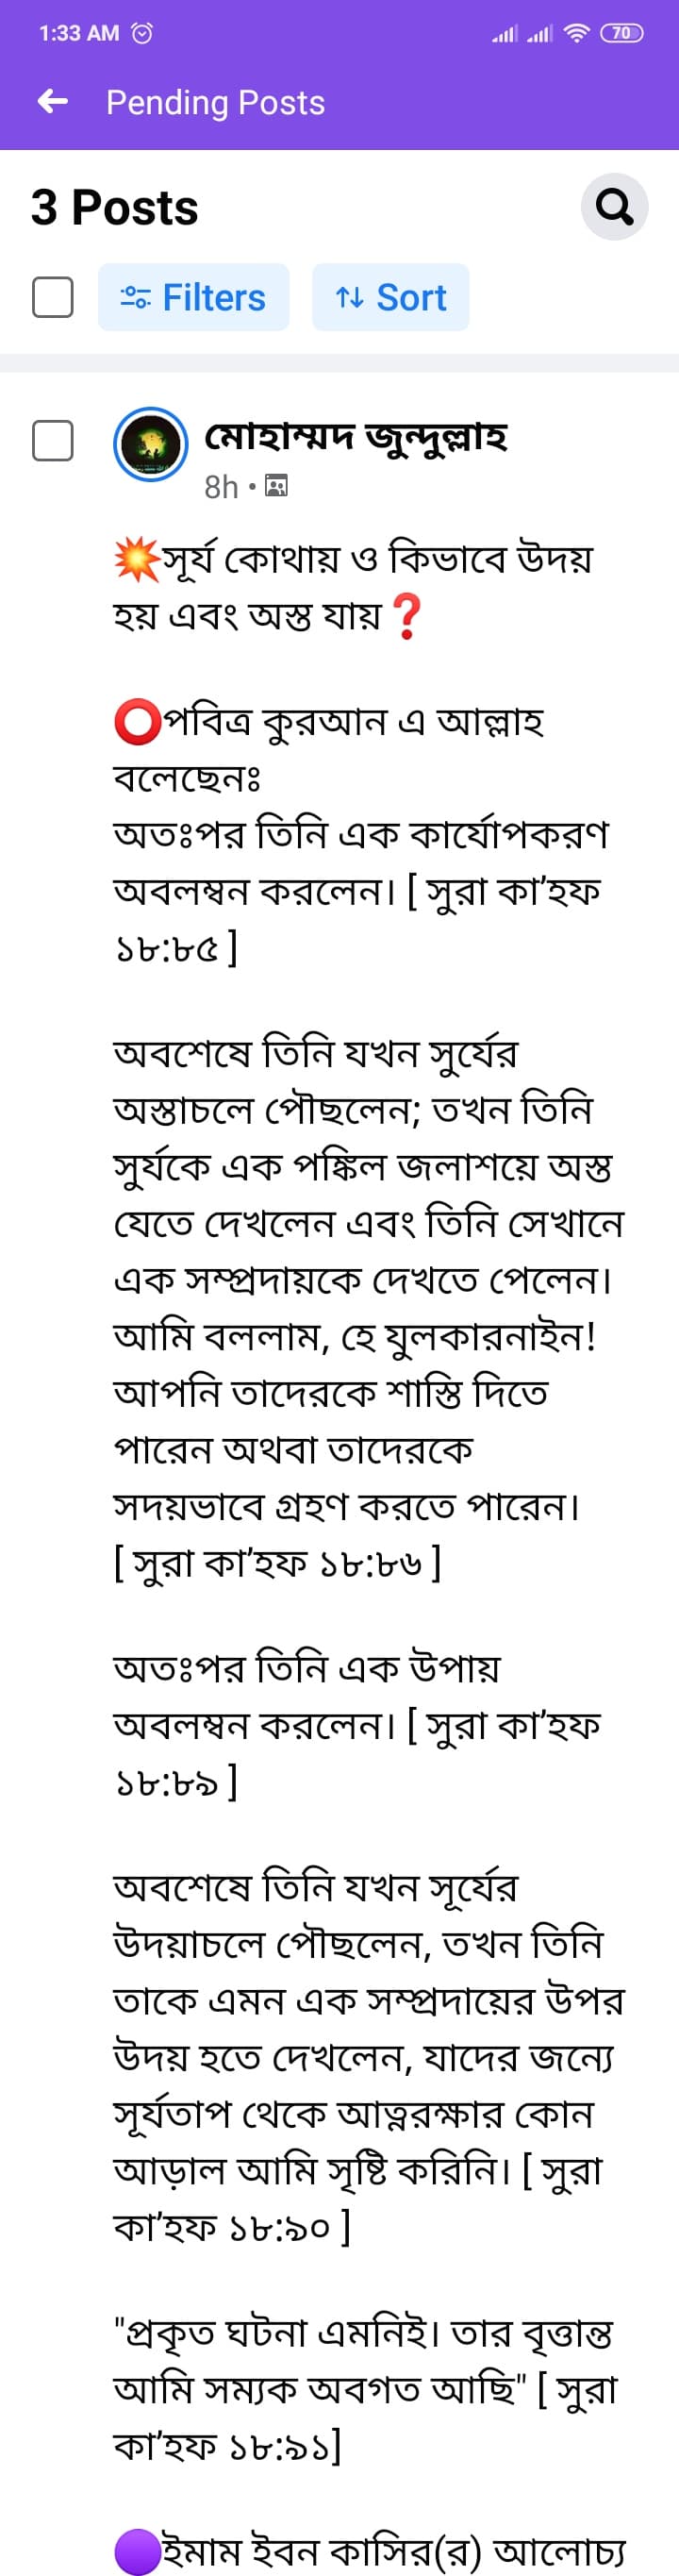 1:33 AM
70
Pending Posts
3 Posts
Filters
Sort
মোহাম্মদ জুন্দুল্লাহ
8h •
💥সূর্য কোথায় ও কিভাবে উদয়
হয় এবং অস্ত যায়❓
⭕পবিত্র কুরআন এ আল্লাহ
বলেছেনঃ
অতঃপর তিনি এক কার্যোপকরণ
অবলম্বন করলেন। [ সুরা কা’হফ
১৮:৮৫ ]
অবশেষে তিনি যখন সুর্যের
অস্তাচলে পৌছলেন; তখন তিনি
সুর্যকে এক পঙ্কিল জলাশয়ে অস্ত
যেতে দেখলেন এবং তিনি সেখানে
এক সম্প্রদায়কে দেখতে পেলেন।
আমি বললাম, হে যুলকারনাইন!
আপনি তাদেরকে শাস্তি দিতে
পারেন অথবা তাদেরকে
সদয়ভাবে গ্রহণ করতে পারেন।
[ সুরা কা’হফ ১৮:৮৬ ]
অতঃপর তিনি এক উপায়
অবলম্বন করলেন। [ সুরা কা’হফ
১৮:৮৯ ]
অবশেষে তিনি যখন সূর্যের
উদয়াচলে পৌছলেন, তখন তিনি
তাকে এমন এক সম্প্রদায়ের উপর
উদয় হতে দেখলেন, যাদের জন্যে
সূর্যতাপ থেকে আত্নরক্ষার কোন
আড়াল আমি সৃষ্টি করিনি। [ সুরা
কা’হফ ১৮:৯০ ]
"প্রকৃত ঘটনা এমনিই। তার বৃত্তান্ত
আমি সম্যক অবগত আছি" [ সুরা
কা’হফ ১৮:৯১]
🟣ইমাম ইবন কাসির(র) আলোচ্য